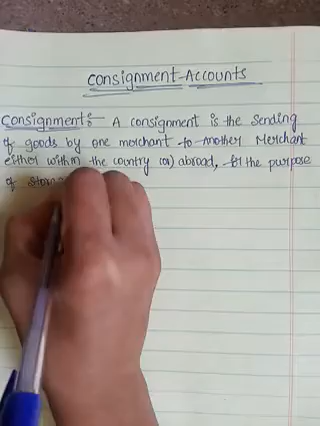 Consignment Accounts
Consignment :- A consignment is the sending
of goods by one merchant to another Merchant
either within the country (or) abroad, for the purpose
of